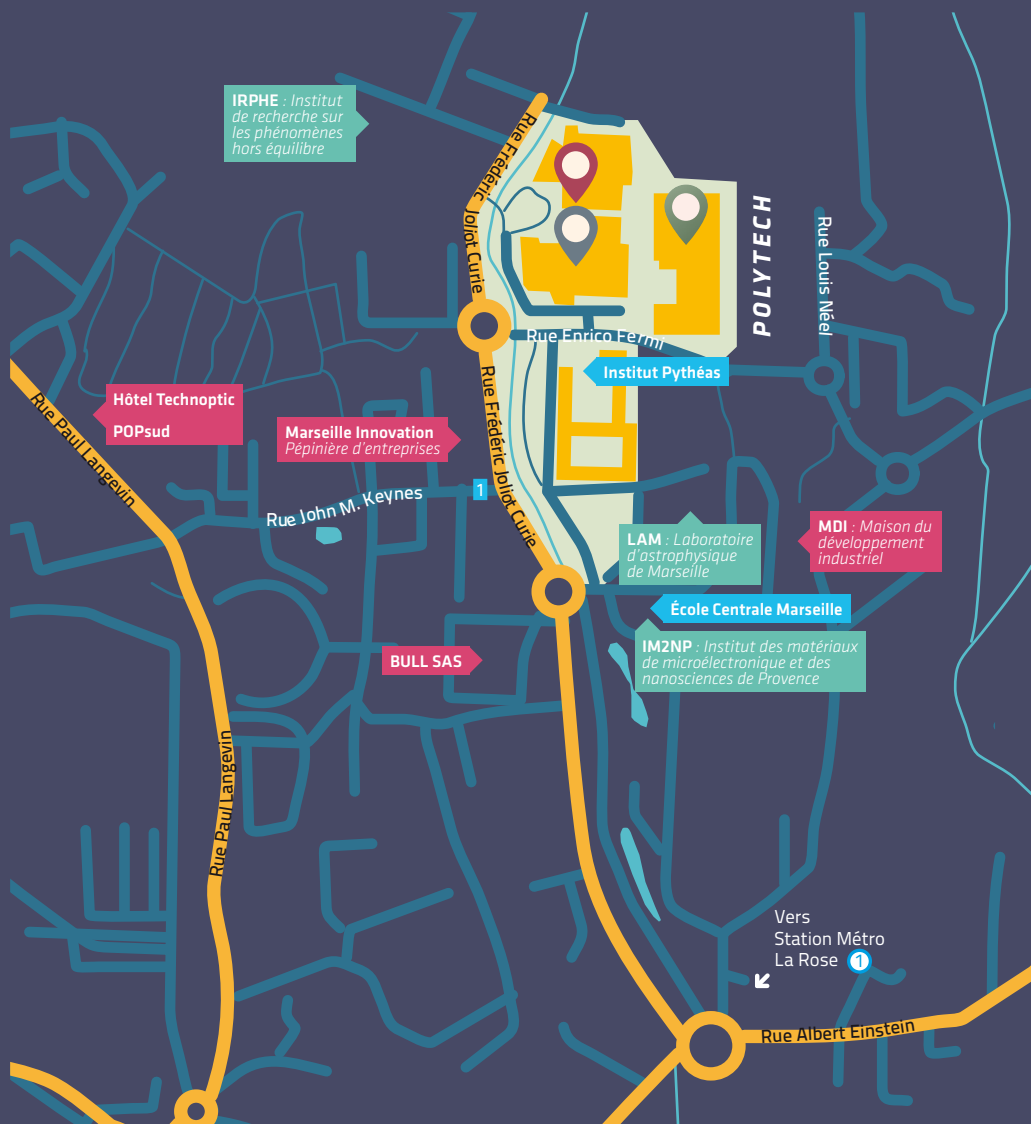 IRPHE : Institut
de recherche sur
les phénomènes
hors équilibre
Rue Frédéric Joliot Curie
POLYTECH
Rue Louis Néel
Rue Enrico Fermi
Institut Pythéas
Hôtel Technoptic
POPsud
Rue Paul Langevin
Marseille Innovation
Pépinière d'entreprises
Rue Frédéric Joliot Curie
1
Rue John M. Keynes
LAM : Laboratoire
d'astrophysique
de Marseille
MDI : Maison du
développement
industriel
École Centrale Marseille
IM2NP : Institut des matériaux
de microélectronique et des
nanosciences de Provence
BULL SAS
Rue Paul Langevin
Vers
Station Métro
La Rose 1
Rue Albert Einstein